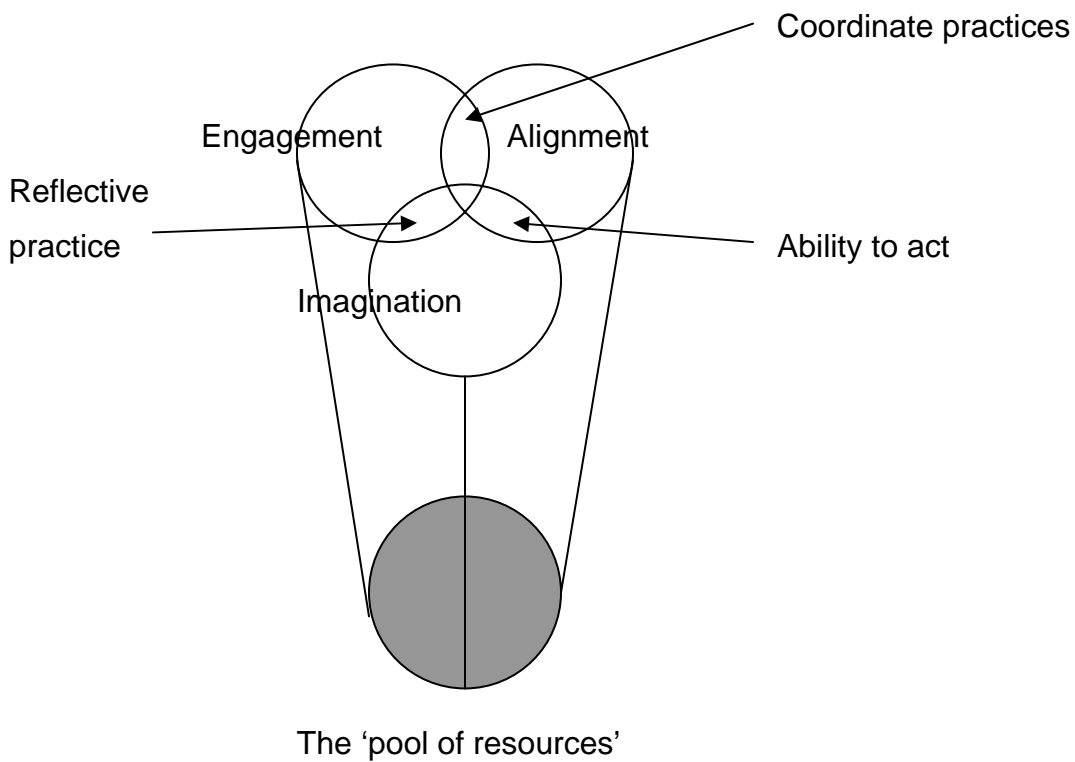 Coordinate practices
Engagement
Alignment
Reflective
practice
Ability to act
Imagination
The ‘pool of resources’